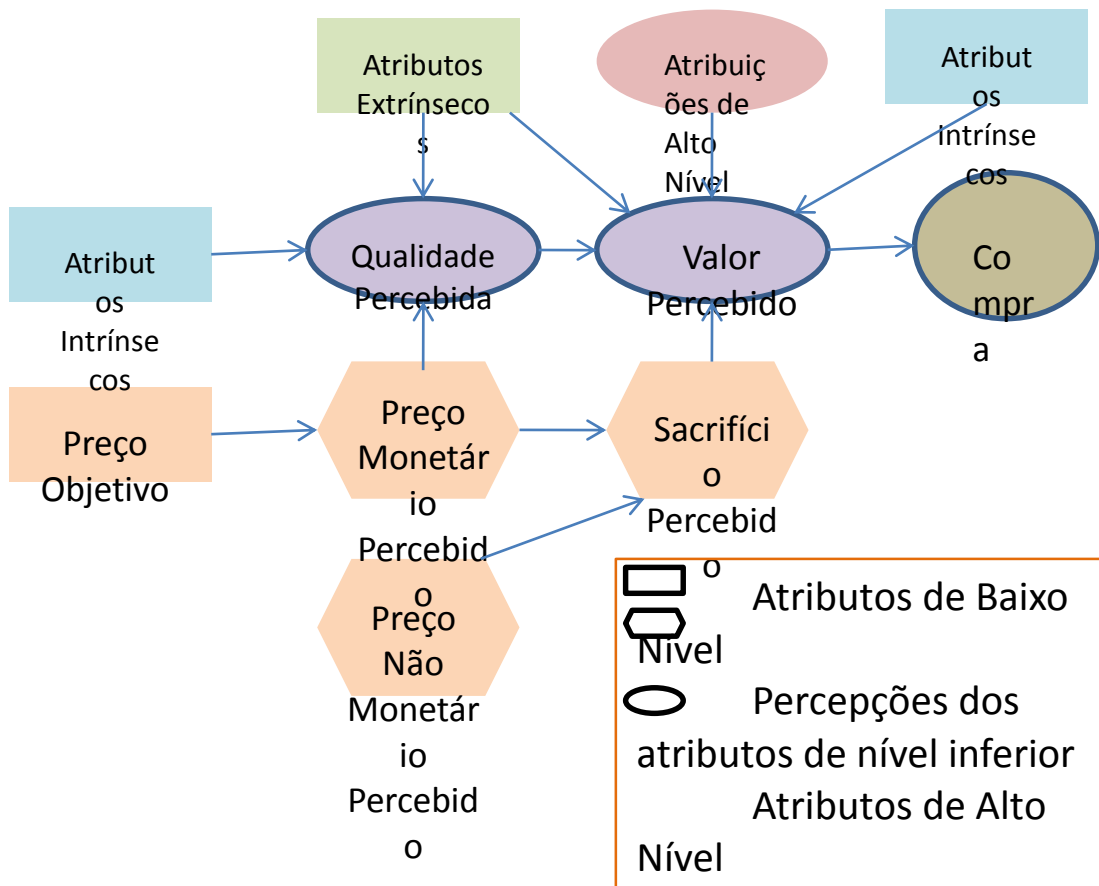 Atributos
Extrínseco
s
Atribuiç
ões de
Alto
Nível
Atribut
os
Intrínse
cos
Atribut
os
Intrínse
cos
Qualidade
Percebida
Valor
Percebido
Co
mpr
a
Preço
Objetivo
Preço
Monetár
io
Percebid
o
Sacrifíci
o
Percebid
o
Preço
Não
Monetár
io
Percebid
o
Atributos de Baixo
Nível
Percepções dos
atributos de nível inferior
Atributos de Alto
Nível